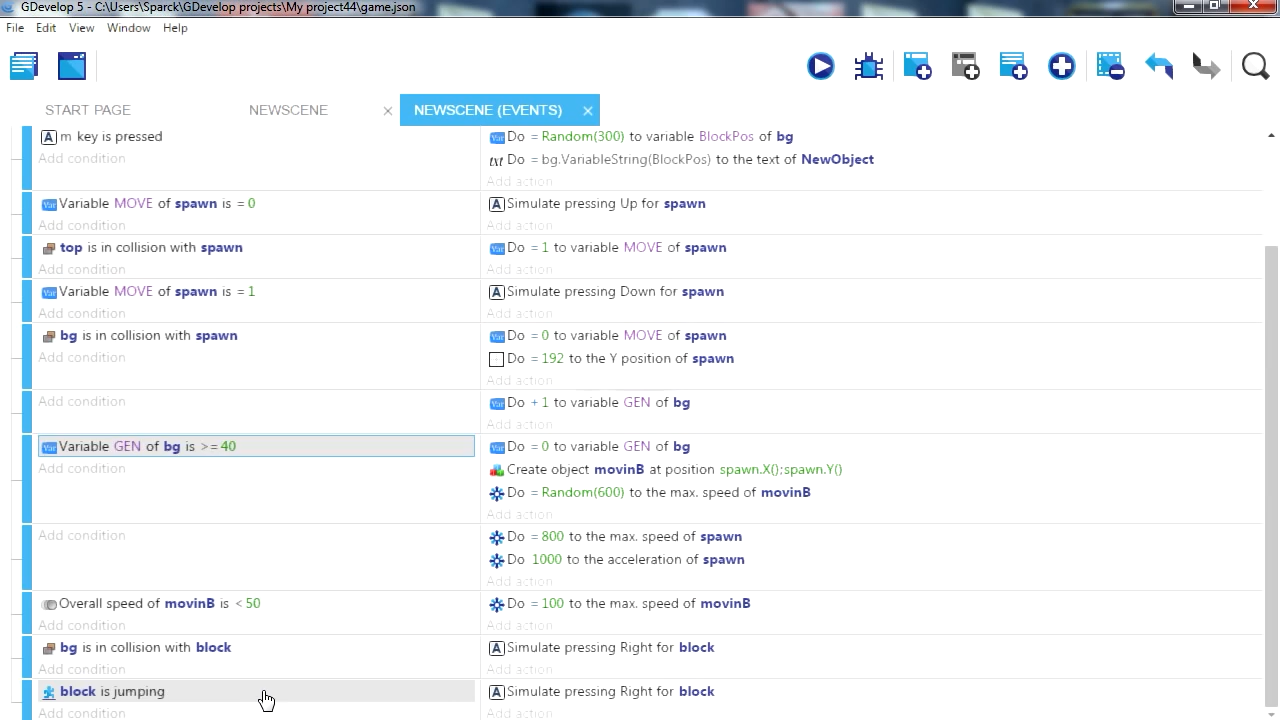 GDevelop 5 - C:\Users\Sparck\GDevelop projects\My project44\game.json
File Edit View Window Help
START PAGE NEWSCENE × NEWSCENE (EVENTS) ×
A m key is pressed
Add condition
Var Do = Random(300) to variable BlockPos of bg
txt Do = bg.VariableString(BlockPos) to the text of NewObject
Add action
Var Variable MOVE of spawn is = 0
Add condition
A Simulate pressing Up for spawn
Add action
top is in collision with spawn
Add condition
Var Do = 1 to variable MOVE of spawn
Add action
Var Variable MOVE of spawn is = 1
Add condition
A Simulate pressing Down for spawn
Add action
bg is in collision with spawn
Add condition
Var Do = 0 to variable MOVE of spawn
Do = 192 to the Y position of spawn
Add action
Add condition
Var Do + 1 to variable GEN of bg
Add action
Var Variable GEN of bg is >= 40
Add condition
Var Do = 0 to variable GEN of bg
Create object movinB at position spawn.X();spawn.Y()
Do = Random(600) to the max. speed of movinB
Add action
Add condition
Do = 800 to the max. speed of spawn
Do 1000 to the acceleration of spawn
Add action
Overall speed of movinB is < 50
Add condition
Do = 100 to the max. speed of movinB
Add action
bg is in collision with block
Add condition
A Simulate pressing Right for block
Add action
block is jumping
Add condition
A Simulate pressing Right for block
Add action